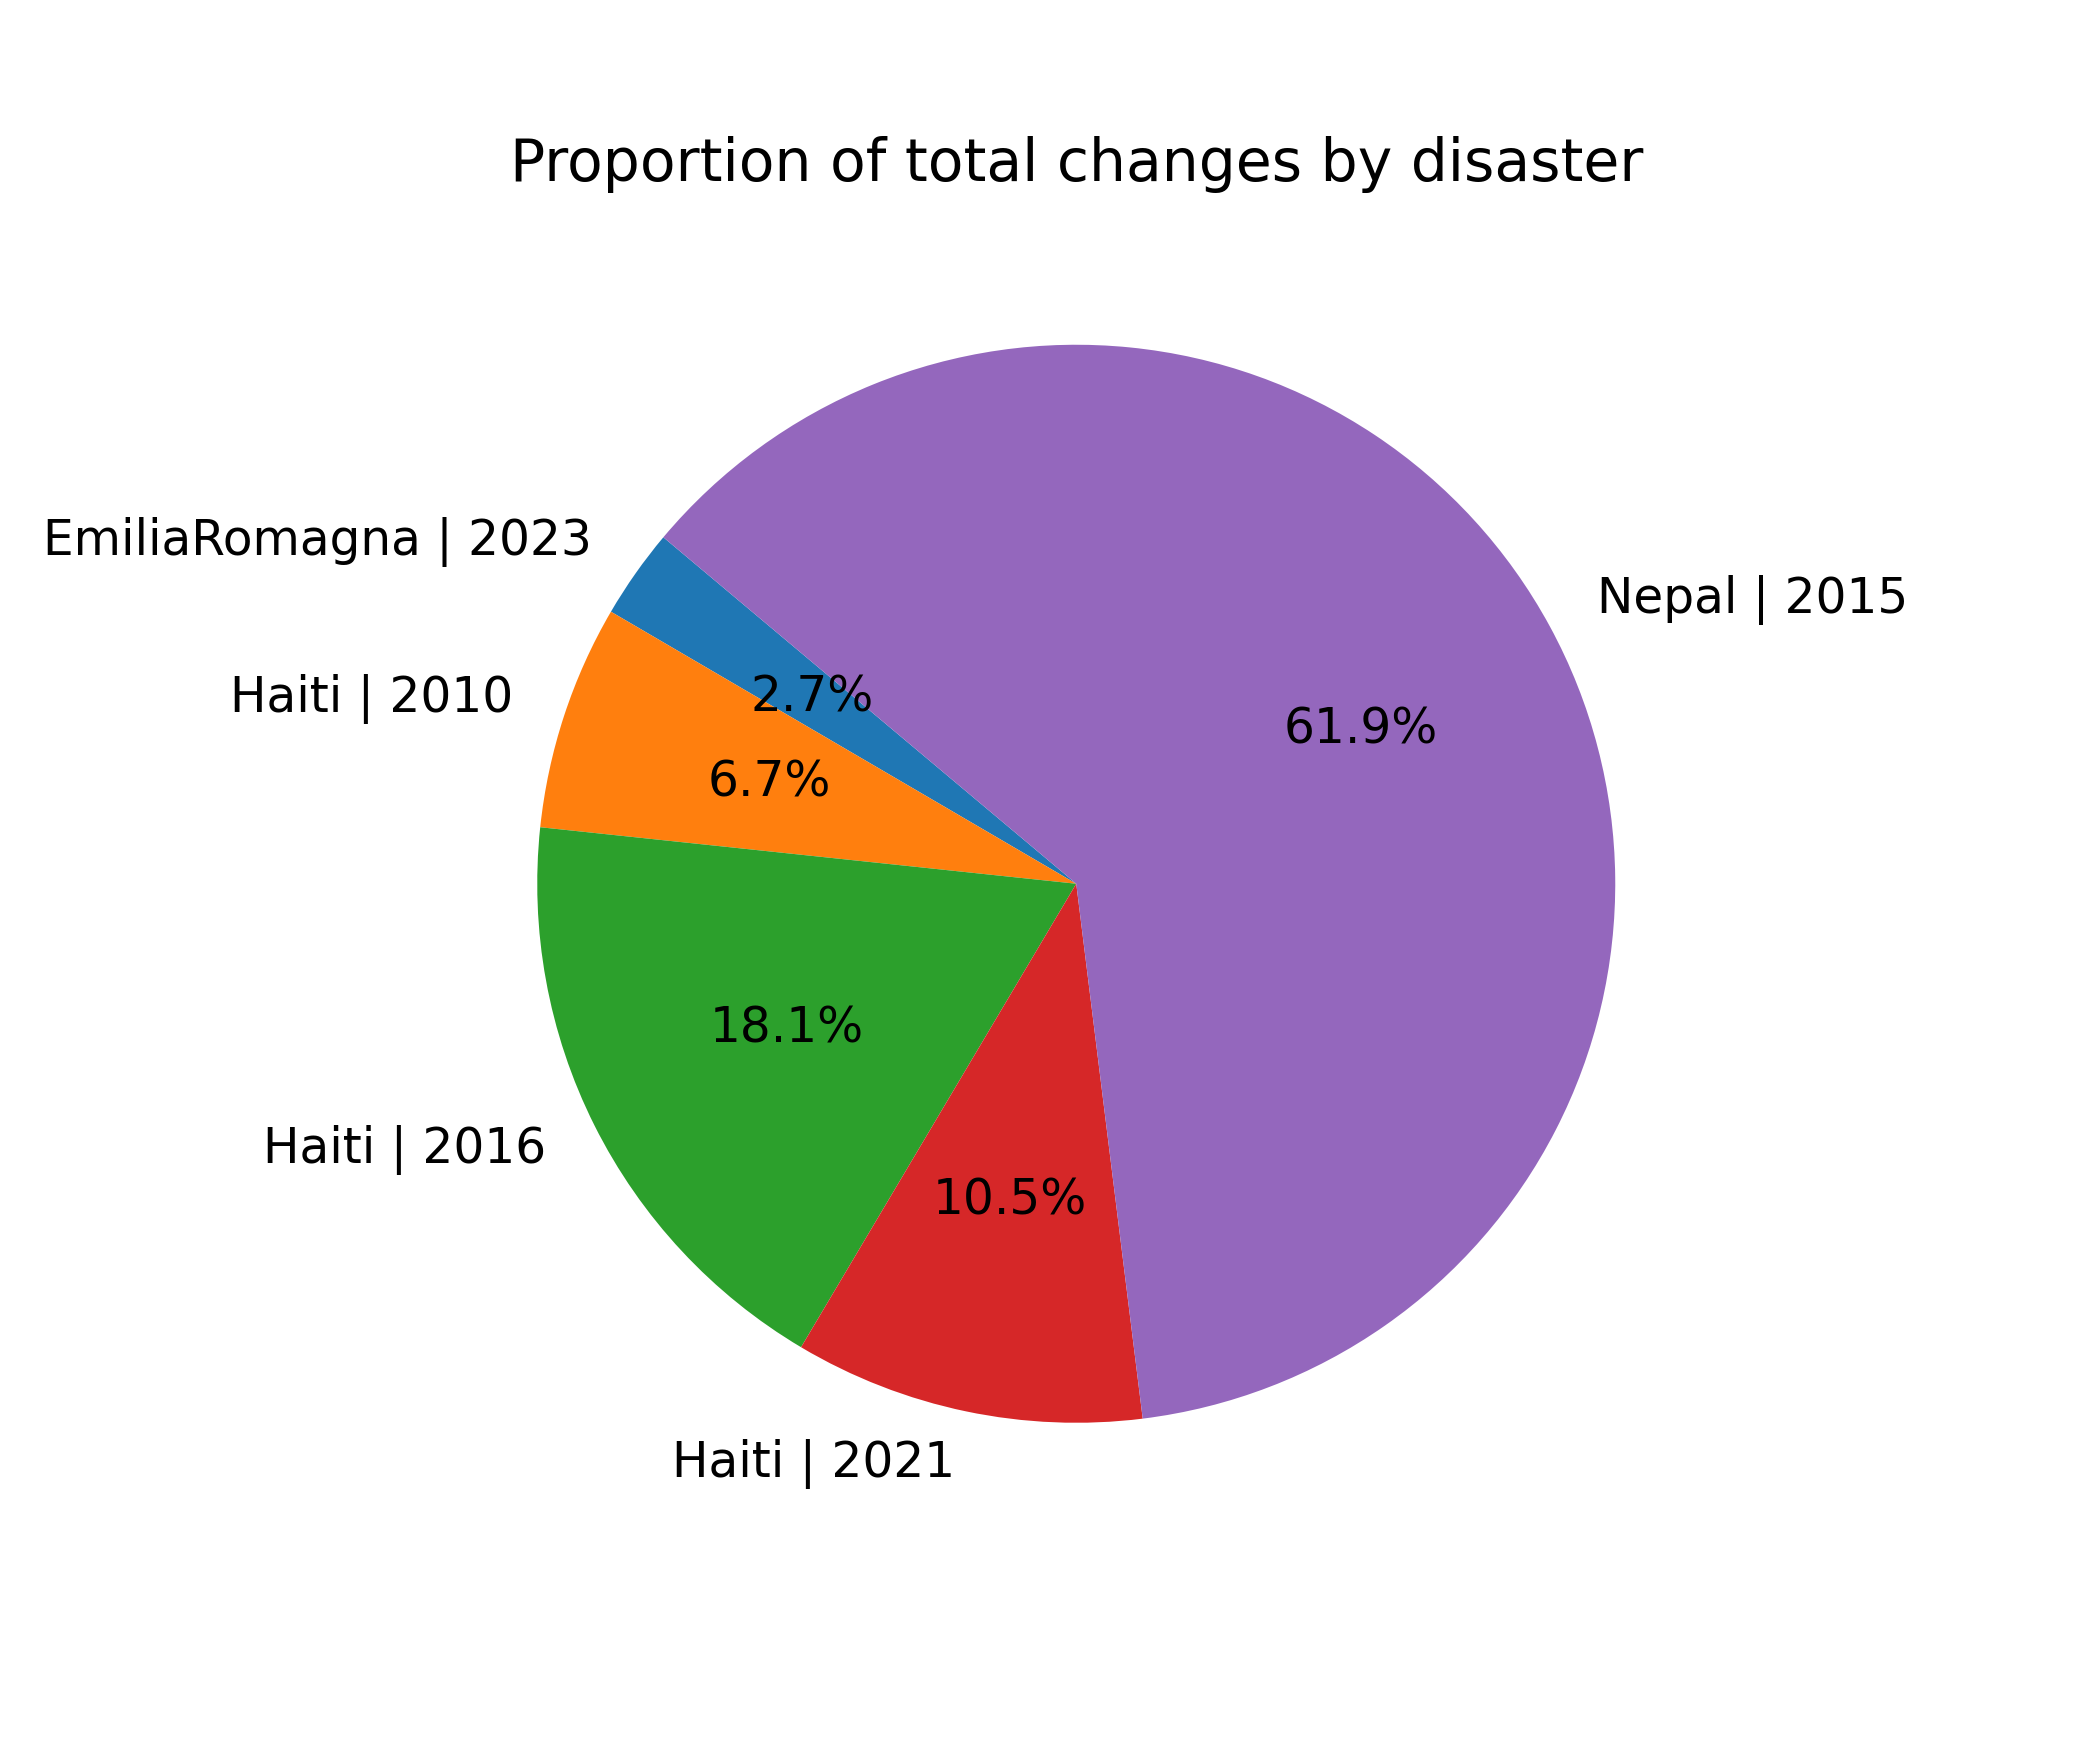 Proportion of total changes by disaster
EmiliaRomagna | 2023
Nepal | 2015
Haiti | 2010
2.7%
61.9%
6.7%
18.1%
Haiti | 2016
10.5%
Haiti | 2021